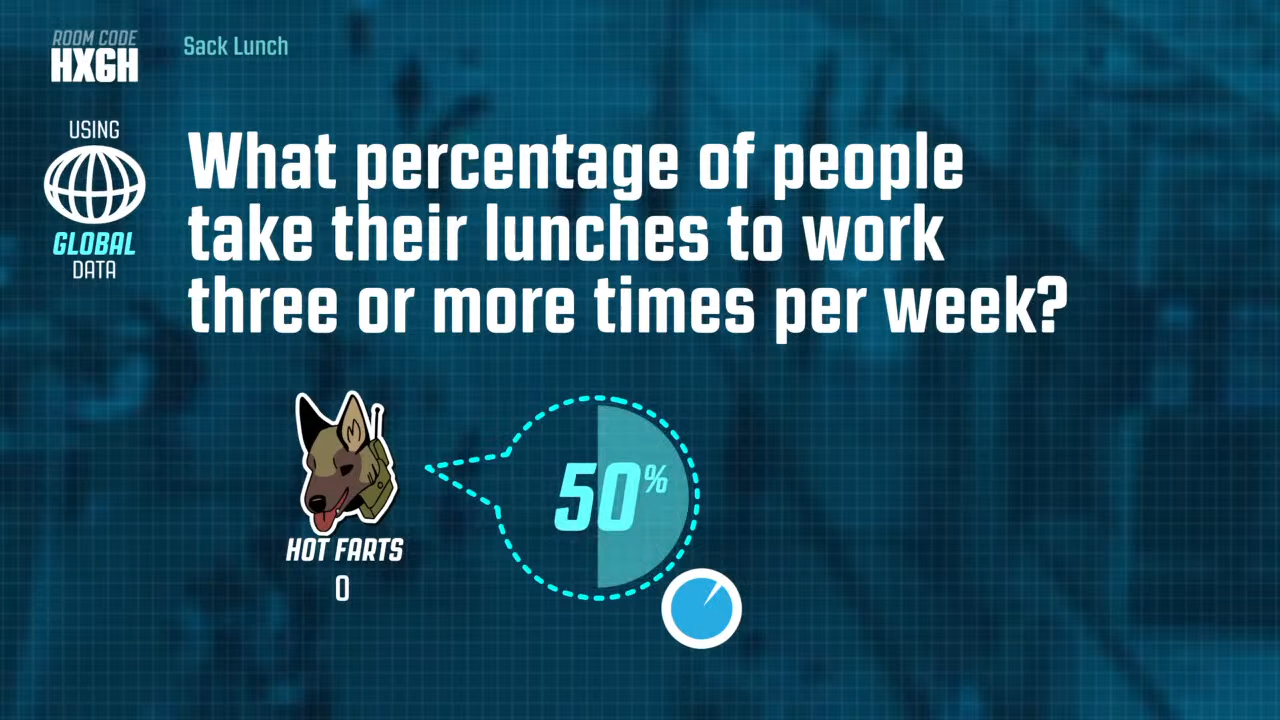 ROOM CODE
HXGH
Sack Lunch
USING
GLOBAL
DATA
What percentage of people
take their lunches to work
three or more times per week?
50%
HOT FARTS
0